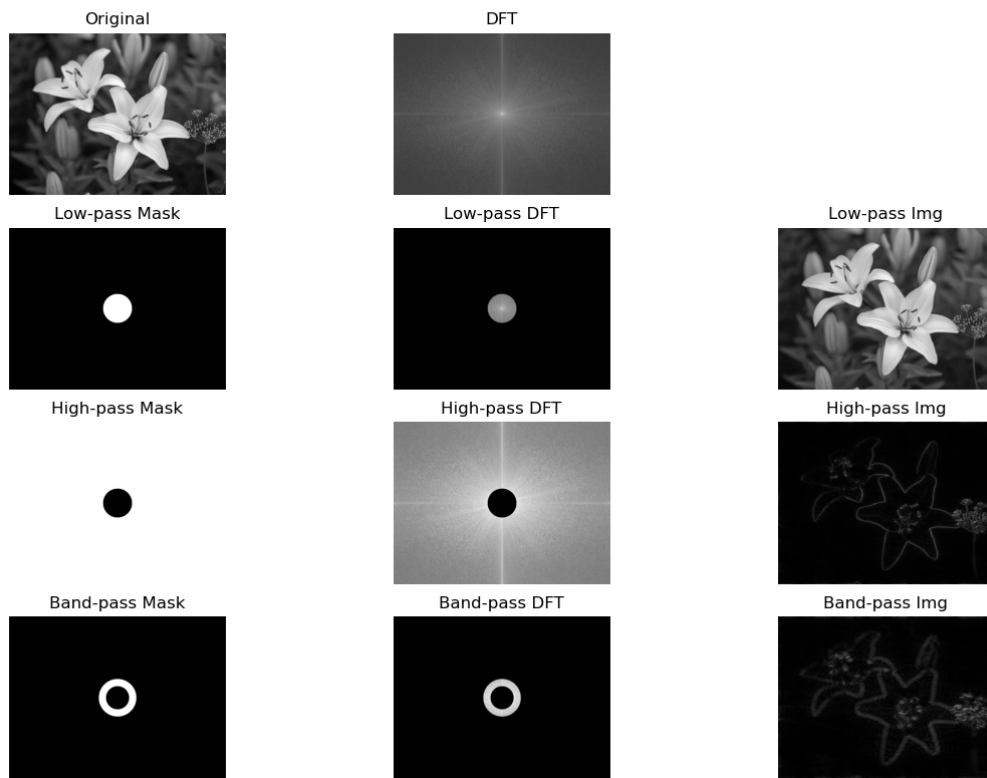 Original
DFT
Low-pass Mask
Low-pass DFT
Low-pass Img
High-pass Mask
High-pass DFT
High-pass Img
Band-pass Mask
Band-pass DFT
Band-pass Img